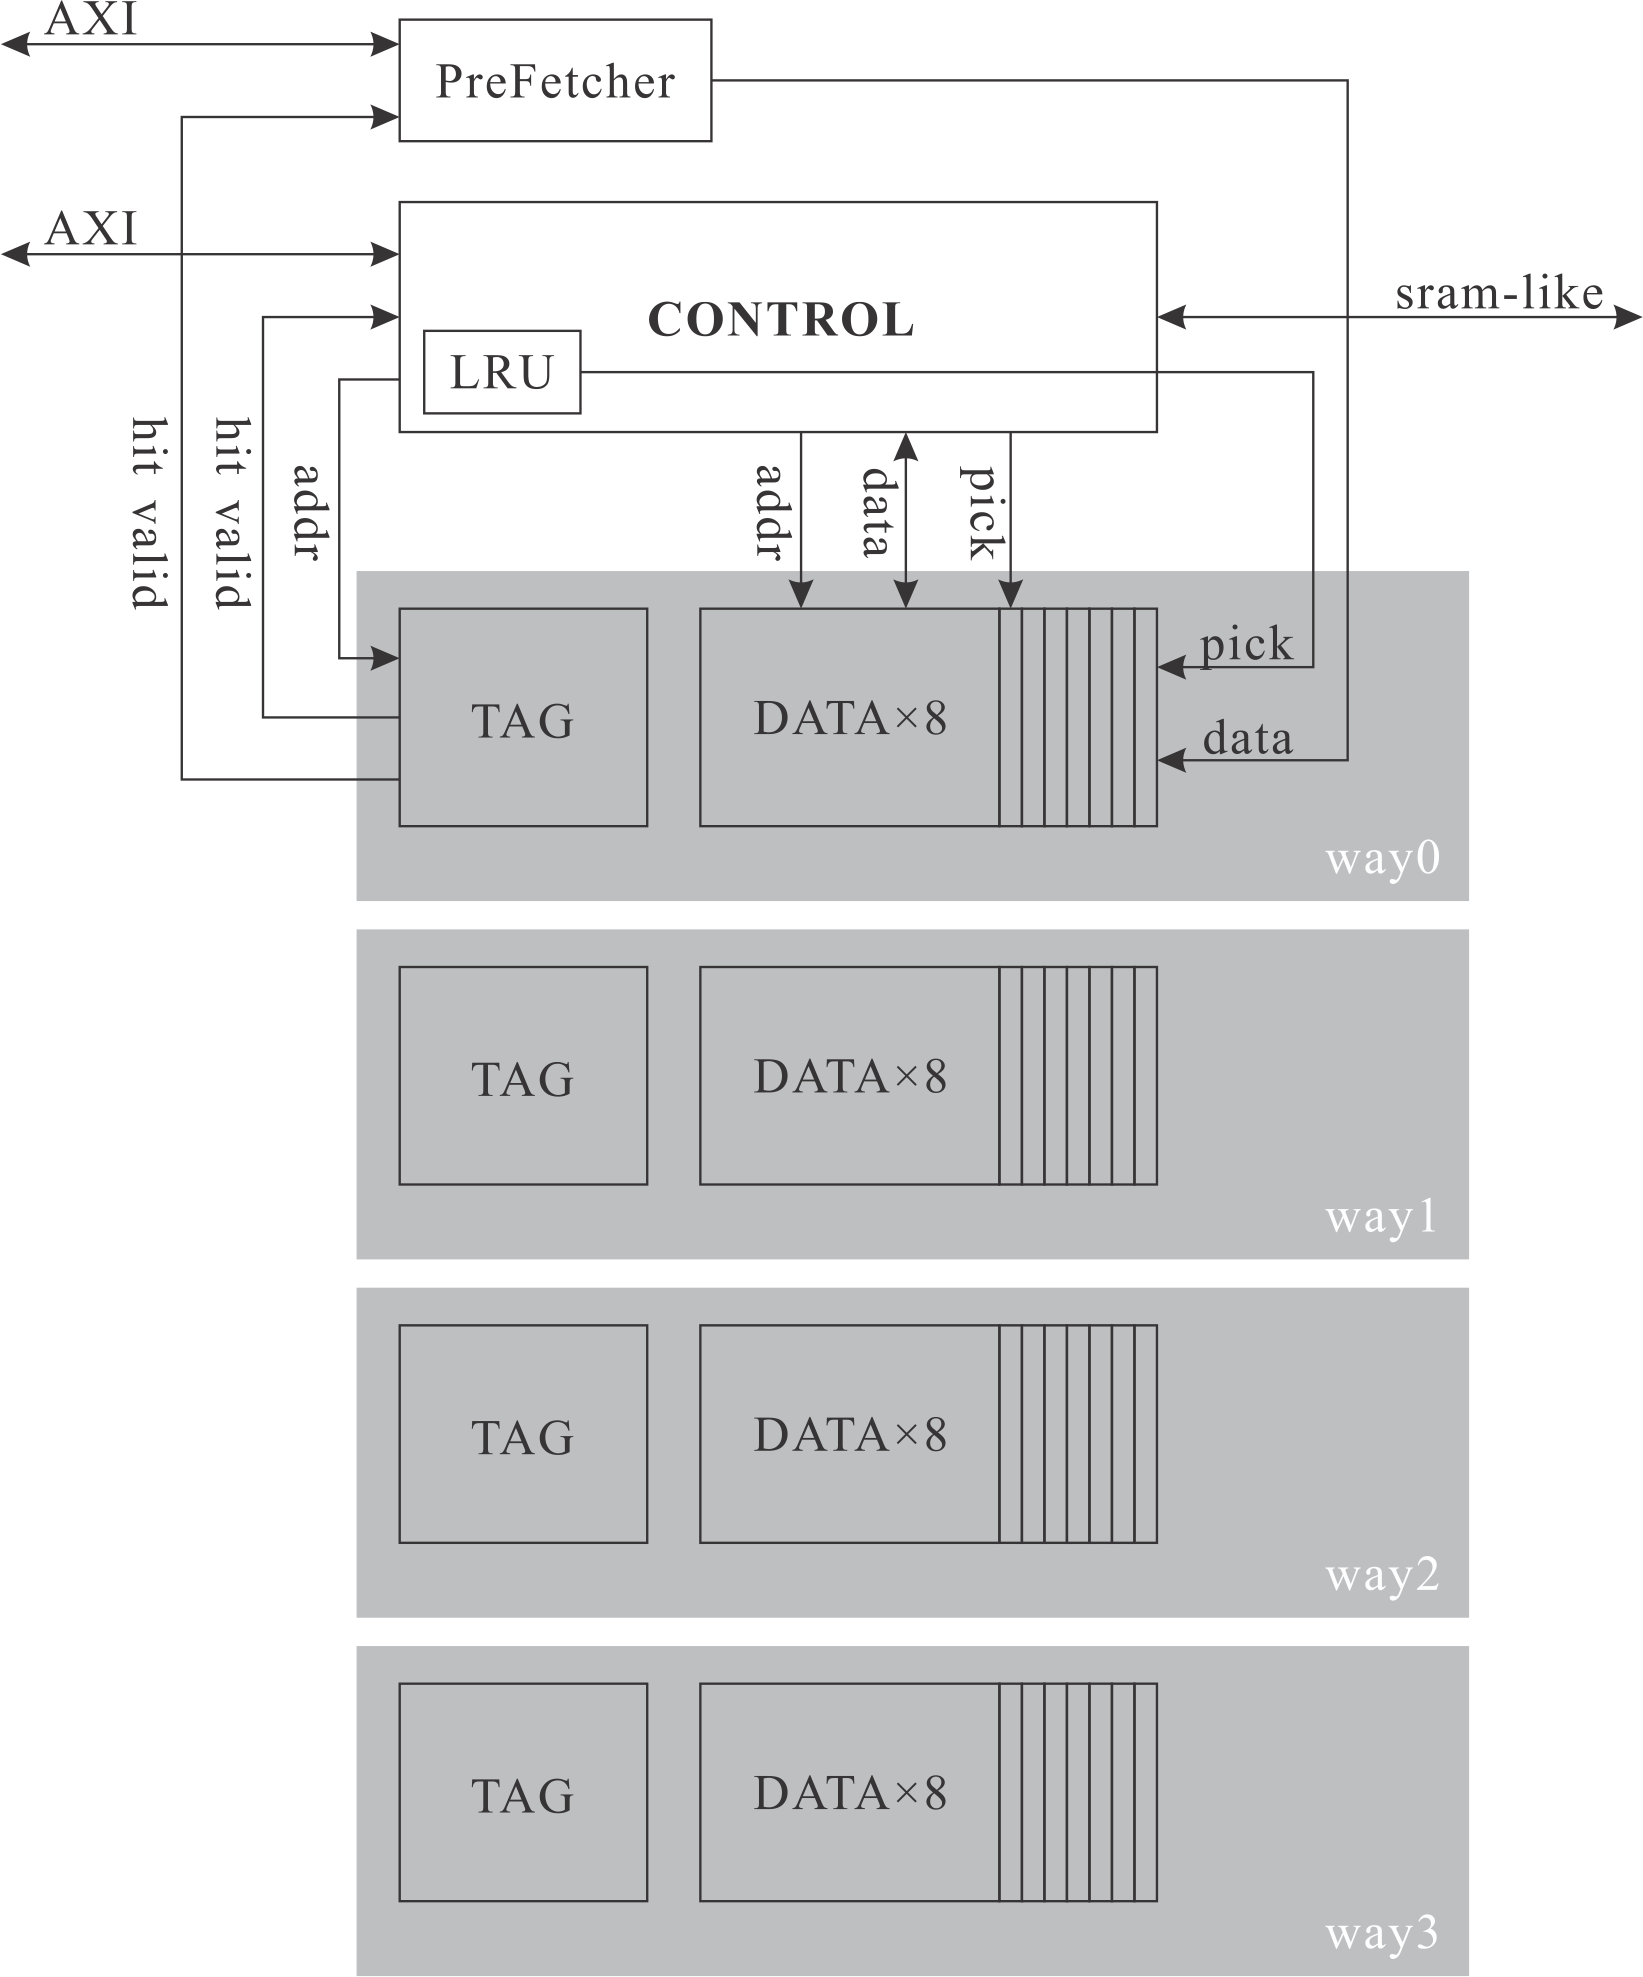 AXI
PreFetcher
AXI
CONTROL
sram-like
LRU
hit valid
hit valid
addr
addr
data
pick
pick
TAG
DATA×8
data
way0
TAG
DATA×8
way1
TAG
DATA×8
way2
TAG
DATA×8
way3